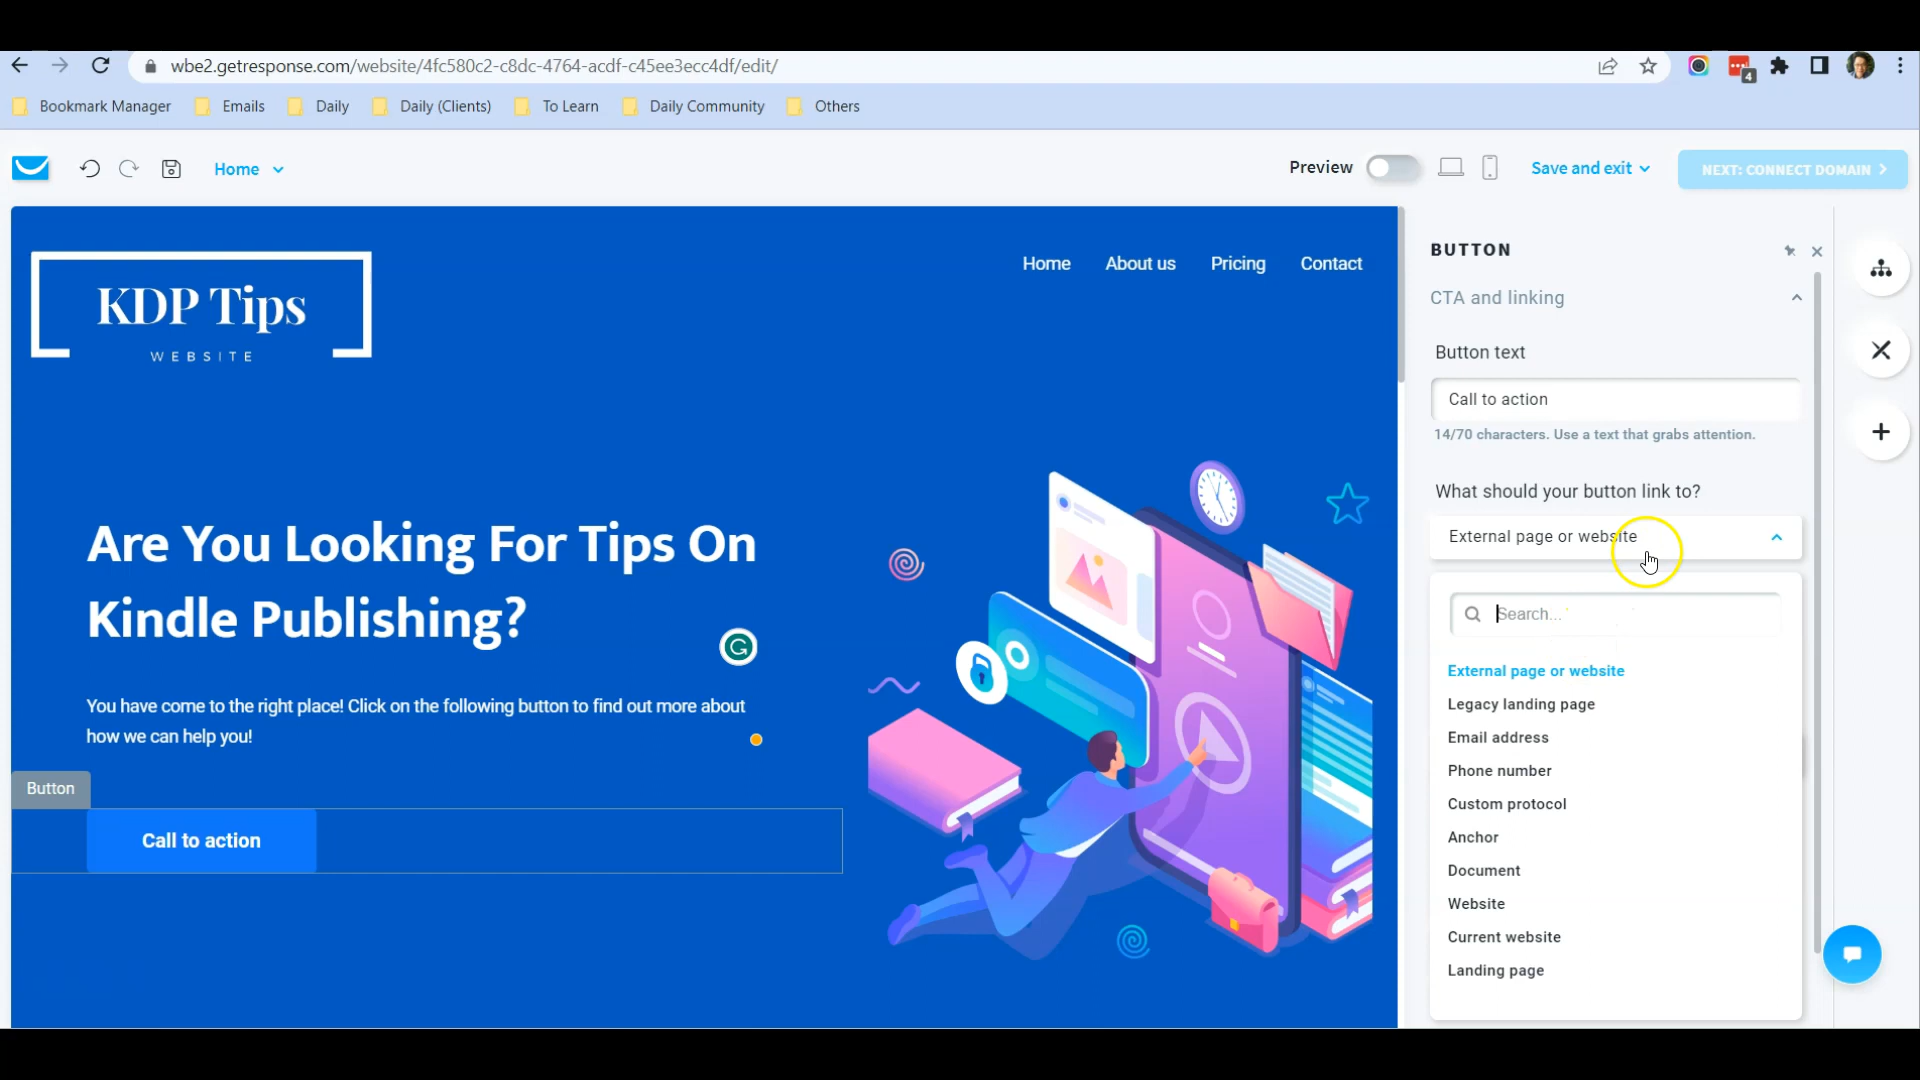 wbe2.getresponse.com/website/4fc580c2-c8dc-4764-acdf-c45ee3ecc4df/edit/
4
Bookmark Manager Emails Daily Daily (Clients) To Learn Daily Community Others
Home Preview Save and exit NEXT: CONNECT DOMAIN
KDP Tips
WEBSITE
Home About us Pricing Contact
Are You Looking For Tips On
Kindle Publishing?
You have come to the right place! Click on the following button to find out more about
how we can help you!
Button
Call to action
BUTTON
CTA and linking
Button text
Call to action
14/70 characters. Use a text that grabs attention.
What should your button link to?
External page or website
Search...
External page or website
Legacy landing page
Email address
Phone number
Custom protocol
Anchor
Document
Website
Current website
Landing page